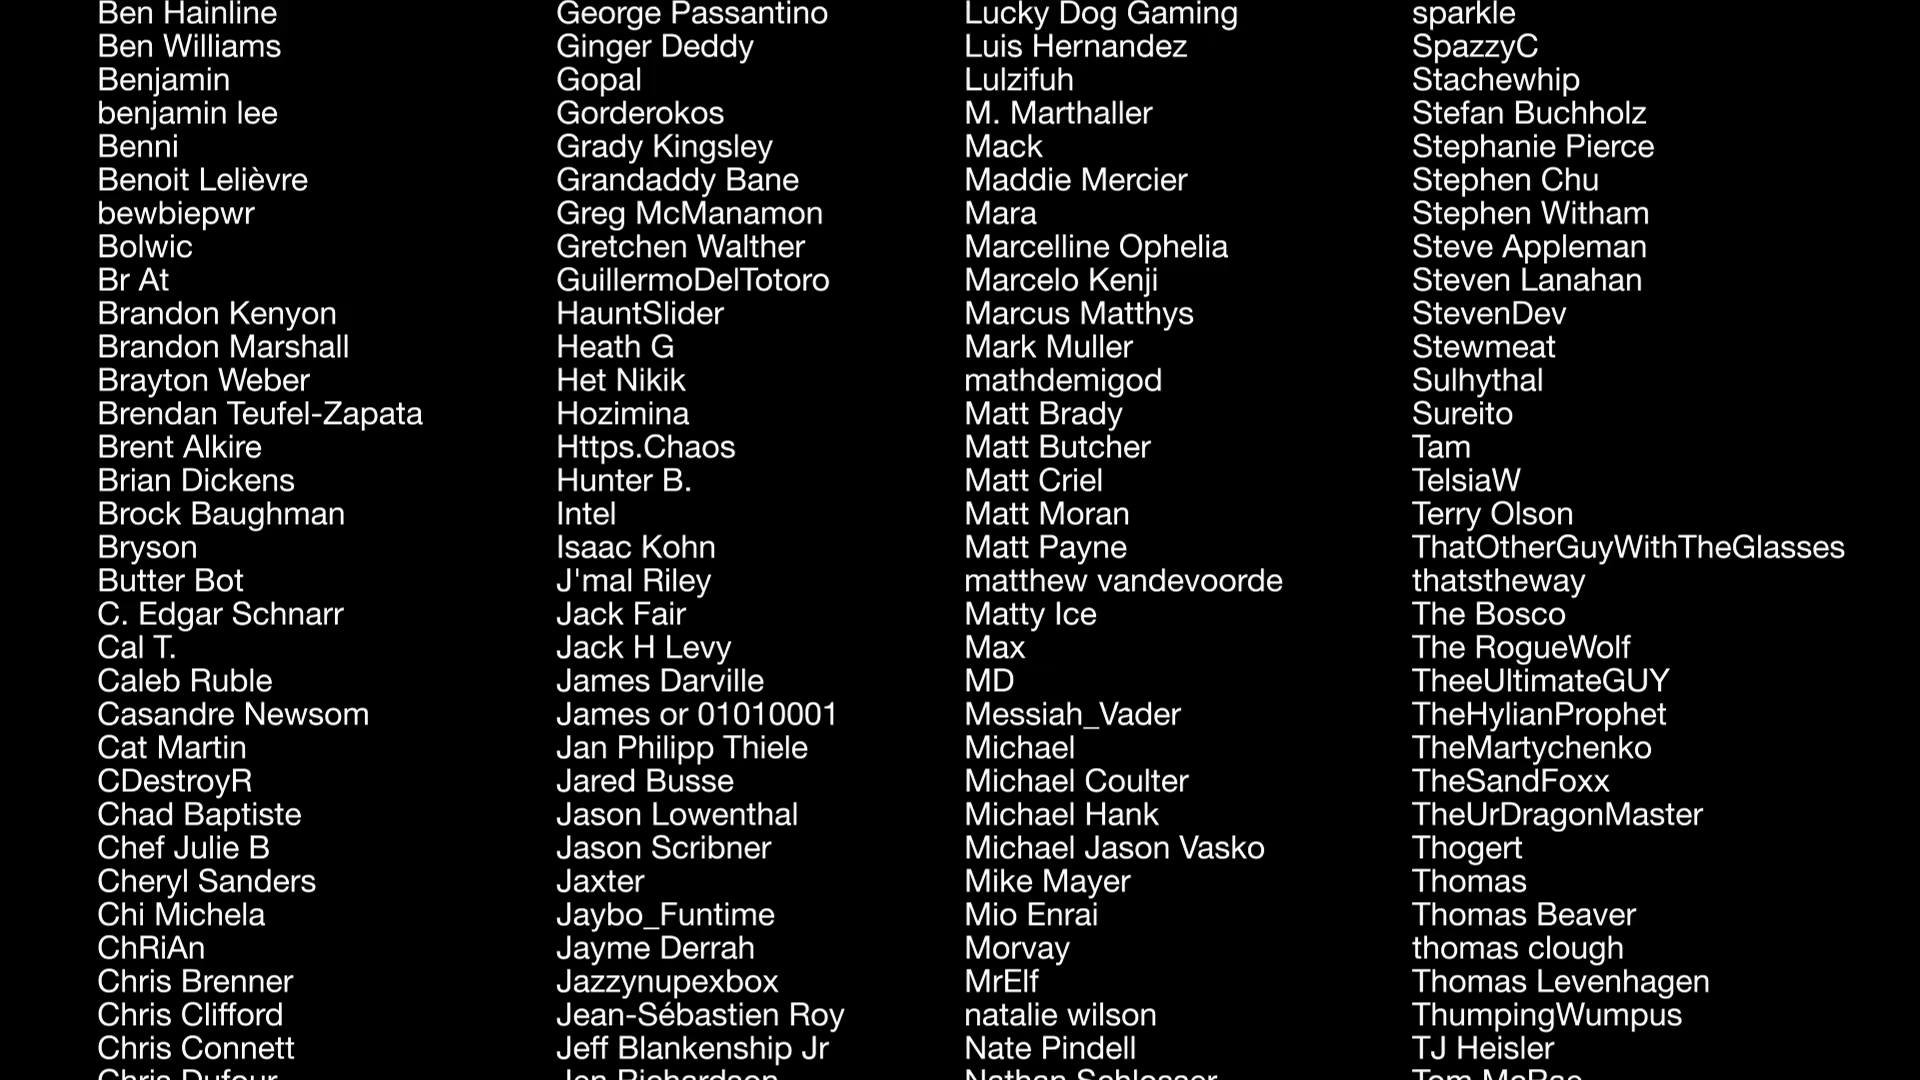 Ben Hainline
Ben Williams
Benjamin
benjamin lee
Benni
Benoit Lelièvre
bewbiepwr
Bolwic
Br At
Brandon Kenyon
Brandon Marshall
Brayton Weber
Brendan Teufel-Zapata
Brent Alkire
Brian Dickens
Brock Baughman
Bryson
Butter Bot
C. Edgar Schnarr
Cal T.
Caleb Ruble
Casandre Newsom
Cat Martin
CDestroyR
Chad Baptiste
Chef Julie B
Cheryl Sanders
Chi Michela
ChRiAn
Chris Brenner
Chris Clifford
Chris Connett
Chris Dufour
George Passantino
Ginger Deddy
Gopal
Gorderokos
Grady Kingsley
Grandaddy Bane
Greg McManamon
Gretchen Walther
GuillermoDelTotoro
HauntSlider
Heath G
Het Nikik
Hozimina
Https.Chaos
Hunter B.
Intel
Isaac Kohn
J'mal Riley
Jack Fair
Jack H Levy
James Darville
James or 01010001
Jan Philipp Thiele
Jared Busse
Jason Lowenthal
Jason Scribner
Jaxter
Jaybo_Funtime
Jayme Derrah
Jazzynupexbox
Jean-Sébastien Roy
Jeff Blankenship Jr
Jen Richardson
Lucky Dog Gaming
Luis Hernandez
Lulzifuh
M. Marthaller
Mack
Maddie Mercier
Mara
Marcelline Ophelia
Marcelo Kenji
Marcus Matthys
Mark Muller
mathdemigod
Matt Brady
Matt Butcher
Matt Criel
Matt Moran
Matt Payne
matthew vandevoorde
Matty Ice
Max
MD
Messiah_Vader
Michael
Michael Coulter
Michael Hank
Michael Jason Vasko
Mike Mayer
Mio Enrai
Morvay
MrElf
natalie wilson
Nate Pindell
Nathan Schlosser
sparkle
SpazzyC
Stachewhip
Stefan Buchholz
Stephanie Pierce
Stephen Chu
Stephen Witham
Steve Appleman
Steven Lanahan
StevenDev
Stewmeat
Sulhythal
Sureito
Tam
TelsiaW
Terry Olson
ThatOtherGuyWithTheGlasses
thatstheway
The Bosco
The RogueWolf
TheeUltimateGUY
TheHylianProphet
TheMartychenko
TheSandFoxx
TheUrDragonMaster
Thogert
Thomas
Thomas Beaver
thomas clough
Thomas Levenhagen
ThumpingWumpus
TJ Heisler
Tom McRae